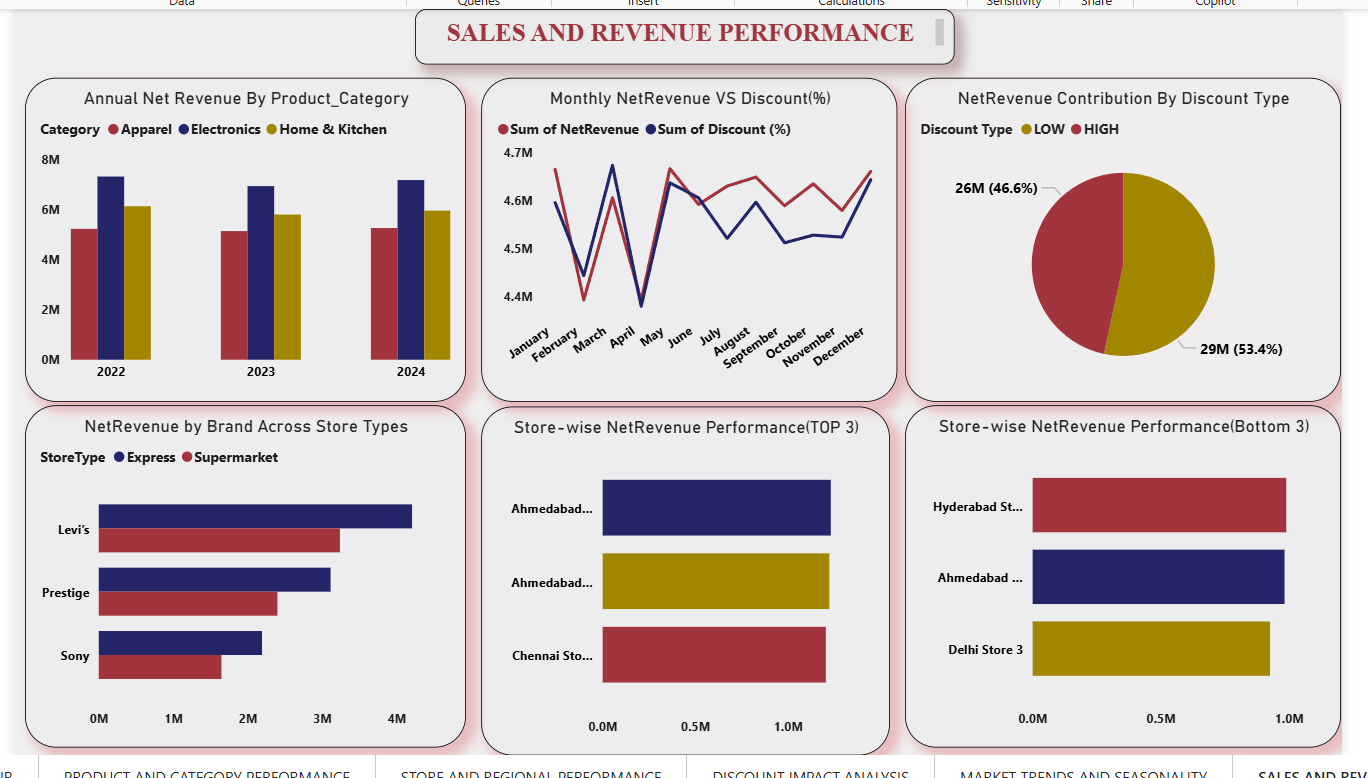 Data Queries Insert Calculations Sensitivity Share Copilot
SALES AND REVENUE PERFORMANCE
Annual Net Revenue By Product_Category
Category Apparel Electronics Home & Kitchen
8M
6M
4M
2M
0M
2022 2023 2024
Monthly NetRevenue VS Discount(%)
Sum of NetRevenue Sum of Discount (%)
4.7M
4.6M
4.5M
4.4M
January February March April May June July August September October November December
NetRevenue Contribution By Discount Type
Discount Type LOW HIGH
26M (46.6%)
29M (53.4%)
NetRevenue by Brand Across Store Types
StoreType Express Supermarket
Levi's
Prestige
Sony
0M 1M 2M 3M 4M
Store-wise NetRevenue Performance(TOP 3)
Ahmedabad...
Ahmedabad...
Chennai Sto...
0.0M 0.5M 1.0M
Store-wise NetRevenue Performance(Bottom 3)
Hyderabad St...
Ahmedabad ...
Delhi Store 3
0.0M 0.5M 1.0M
PRODUCT AND CATEGORY PERFORMANCE STORE AND REGIONAL PERFORMANCE DISCOUNT IMPACT ANALYSIS MARKET TRENDS AND SEASONALITY SALES AND REV